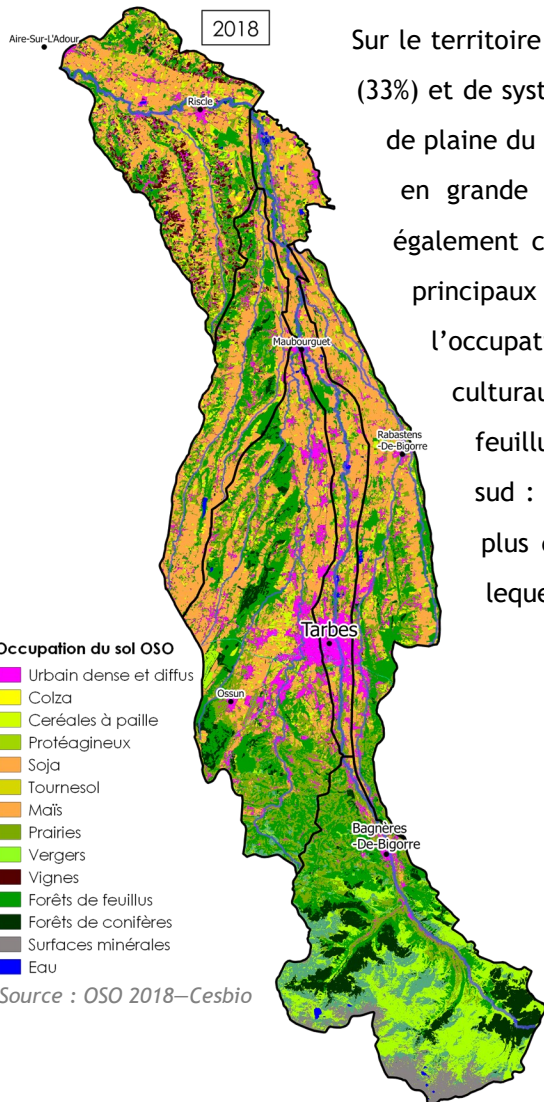 2018
Aire-Sur-L'Adour
Riscle
Maubourguet
Rabastens
-De-Bigorre
Tarbes
Ossun
Bagnères
-De-Bigorre
Sur le territoire
(33%) et de syst
de plaine du
en grande
également c
principaux
l’occupat
culturau
feuillu
sud :
plus
leque
Occupation du sol OSO
Urbain dense et diffus
Colza
Ceréales à paille
Protéagineux
Soja
Tournesol
Maïs
Prairies
Vergers
Vignes
Forêts de feuillus
Forêts de conifères
Surfaces minérales
Eau
Source : OSO 2018—Cesbio